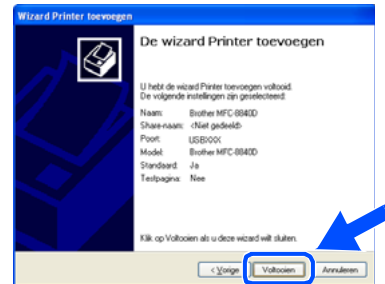 Wizard Printer toevoegen
De wizard Printer toevoegen
U hebt de wizard Printer toevoegen voltooid.
De volgende instellingen zijn geselecteerd:
Naam: Brother MFC-8840D
Share-naam: <Niet gedeeld>
Poort: USBXXX
Model: Brother MFC-8840D
Standaard: Ja
Testpagina: Nee
Klik op Voltooien als u deze wizard wilt sluiten.
< Vorige Voltooien Annuleren